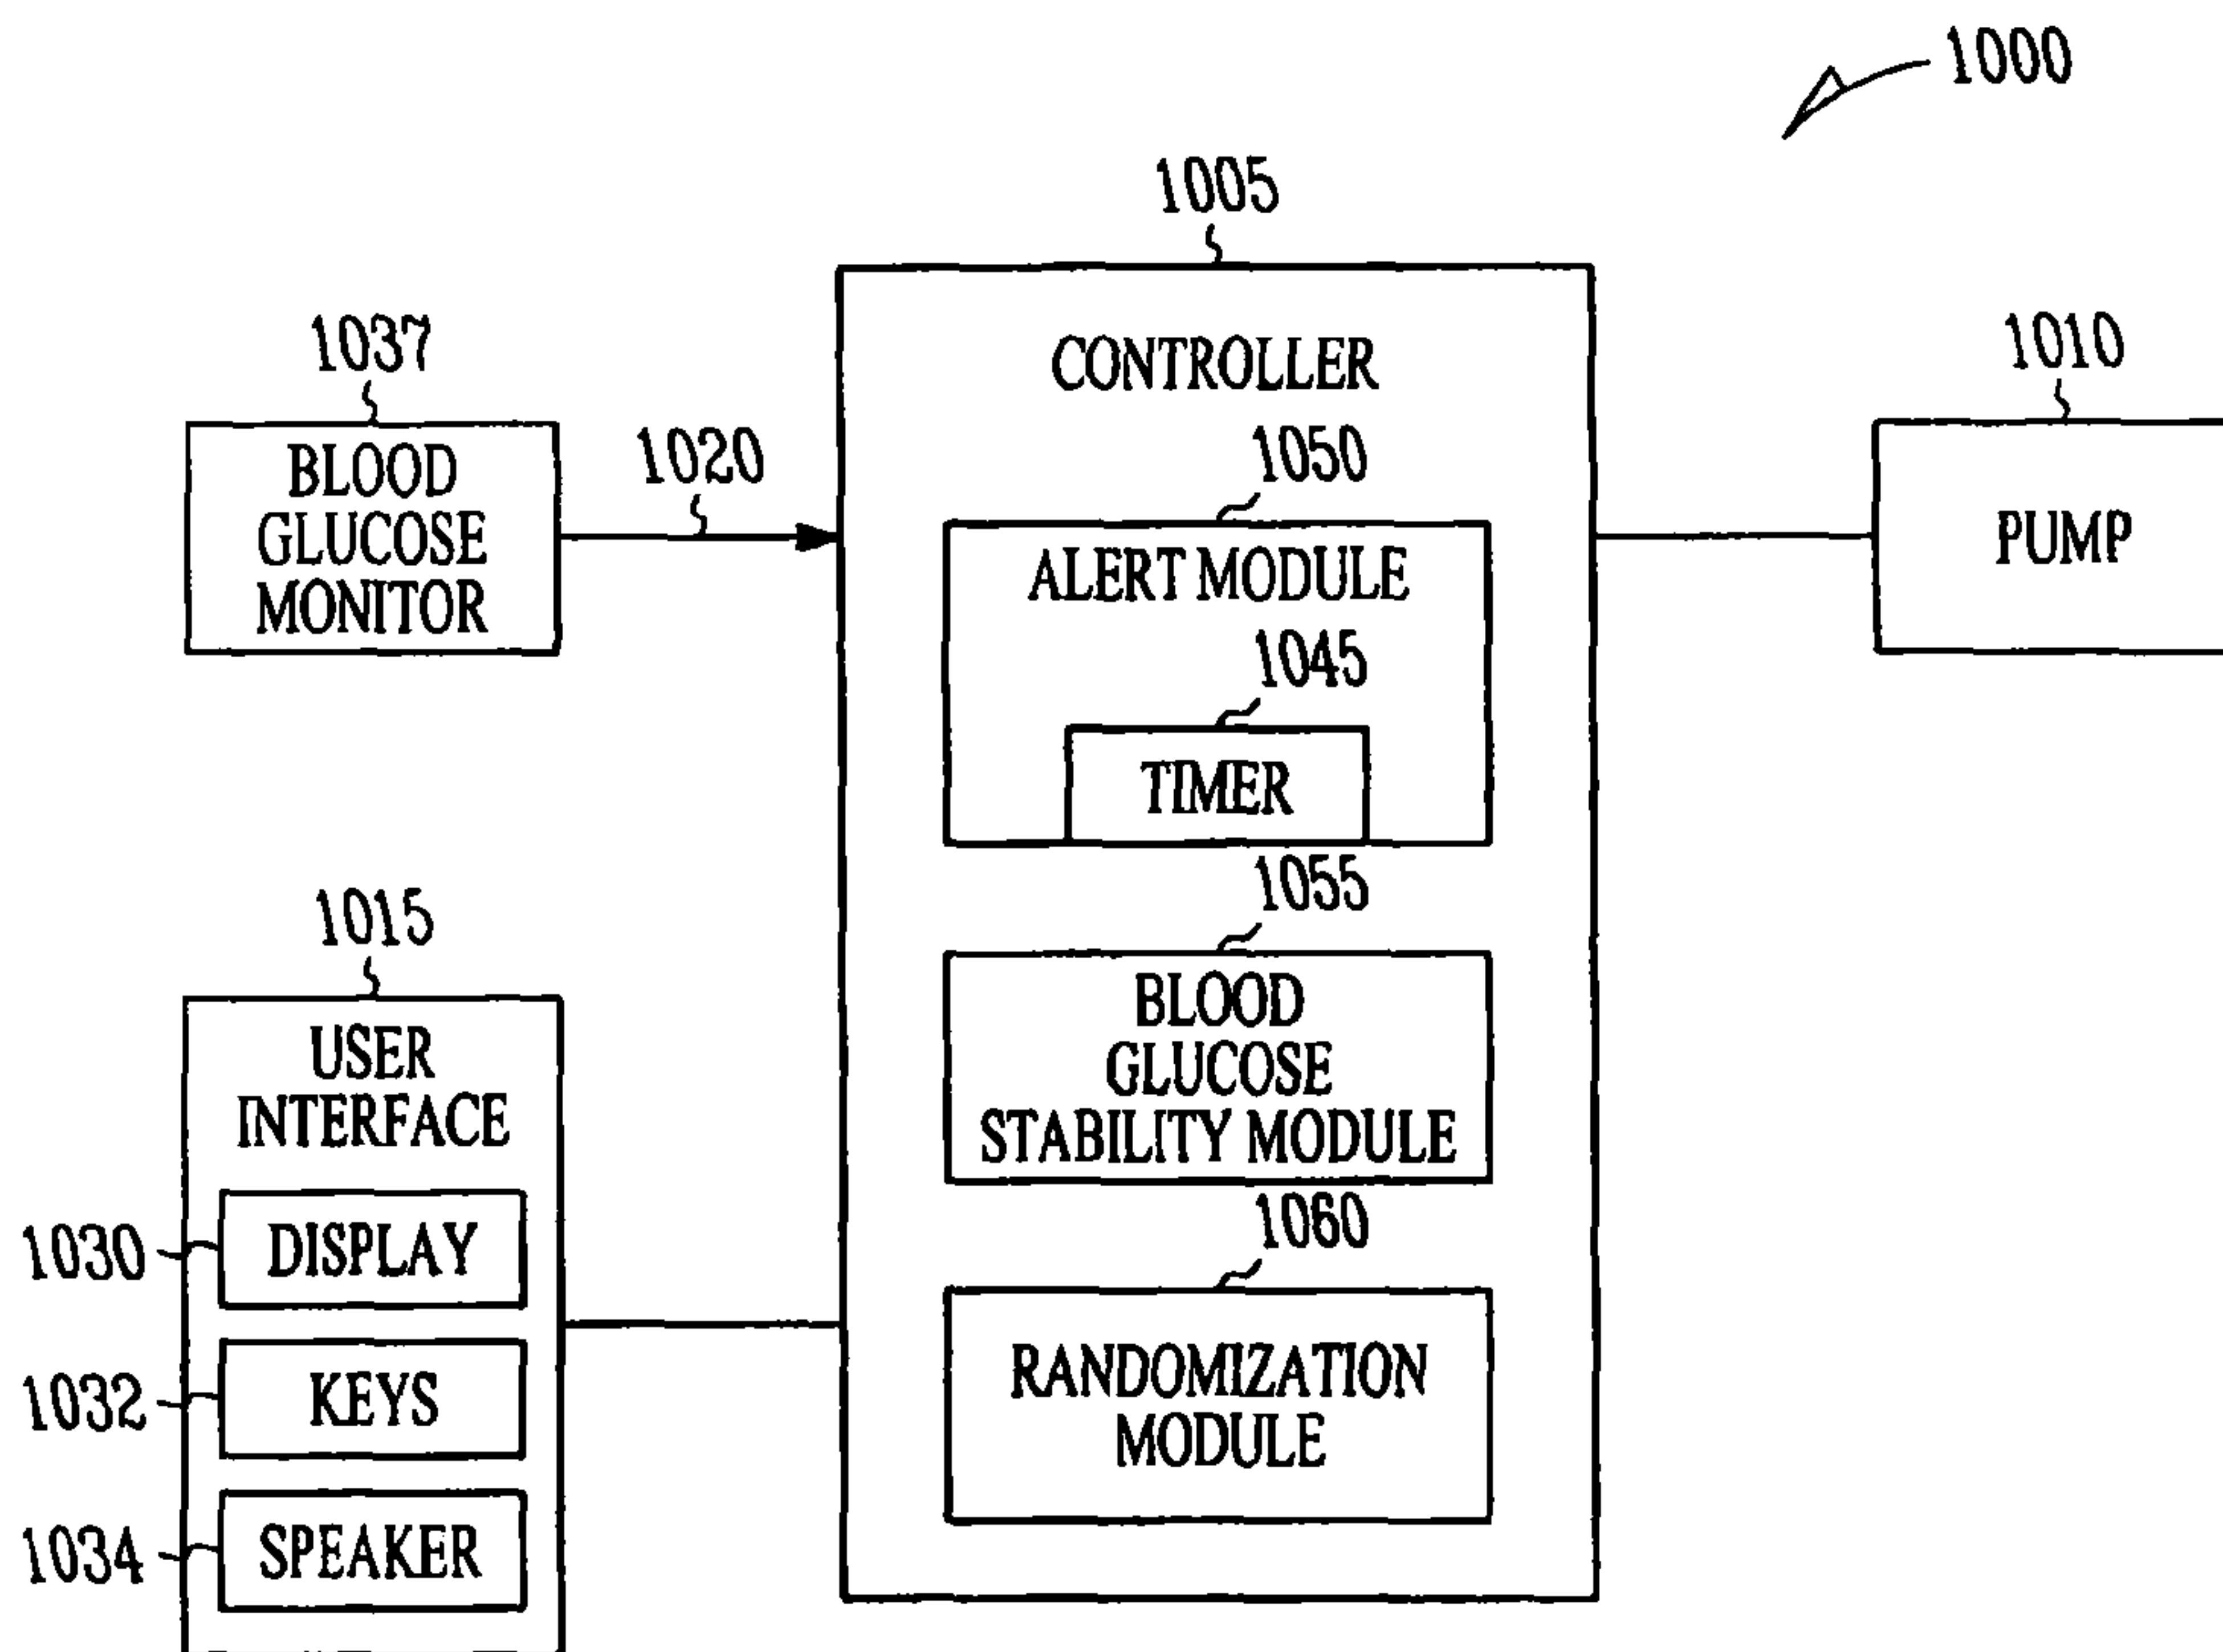 1000
1005
CONTROLLER
1037
BLOOD
GLUCOSE
MONITOR
1020
1050
ALERT MODULE
1045
TIMER
1010
PUMP
1055
BLOOD
GLUCOSE
STABILITY MODULE
1060
RANDOMIZATION
MODULE
1015
USER
INTERFACE
1030
DISPLAY
1032
KEYS
1034
SPEAKER